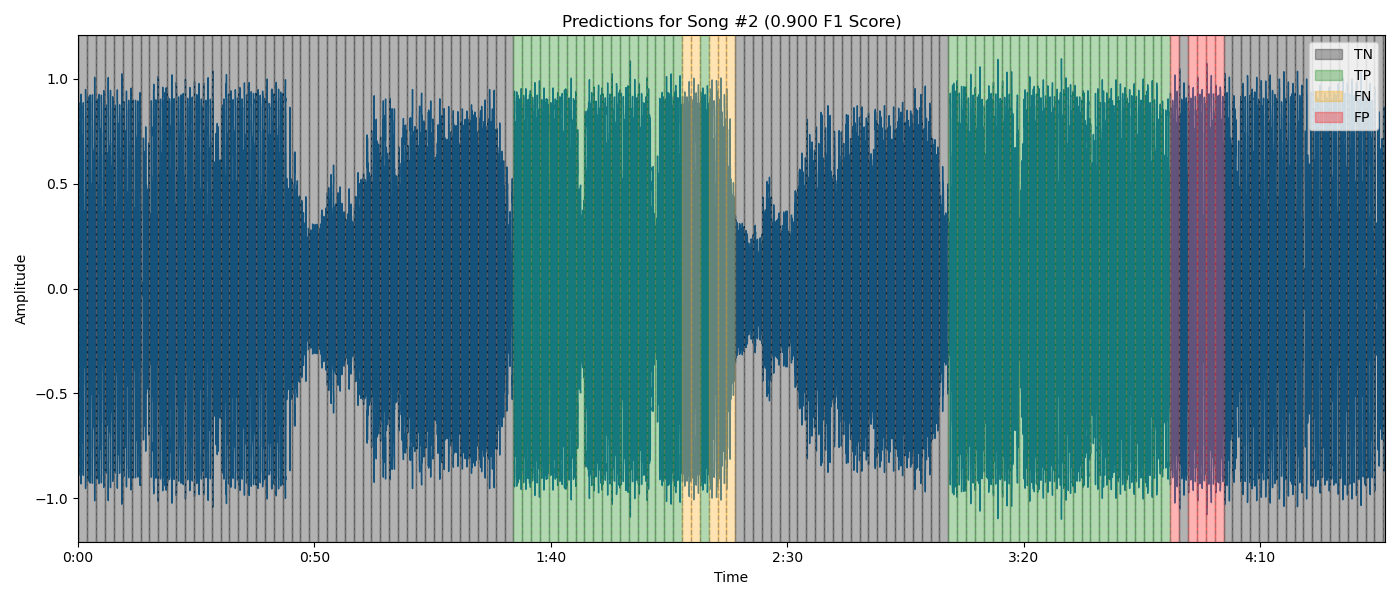 Predictions for Song #2 (0.900 F1 Score)
TN
TP
FN
FP
1.0
0.5
0.0
−0.5
−1.0
Amplitude
0:00 0:50 1:40 2:30 3:20 4:10
Time